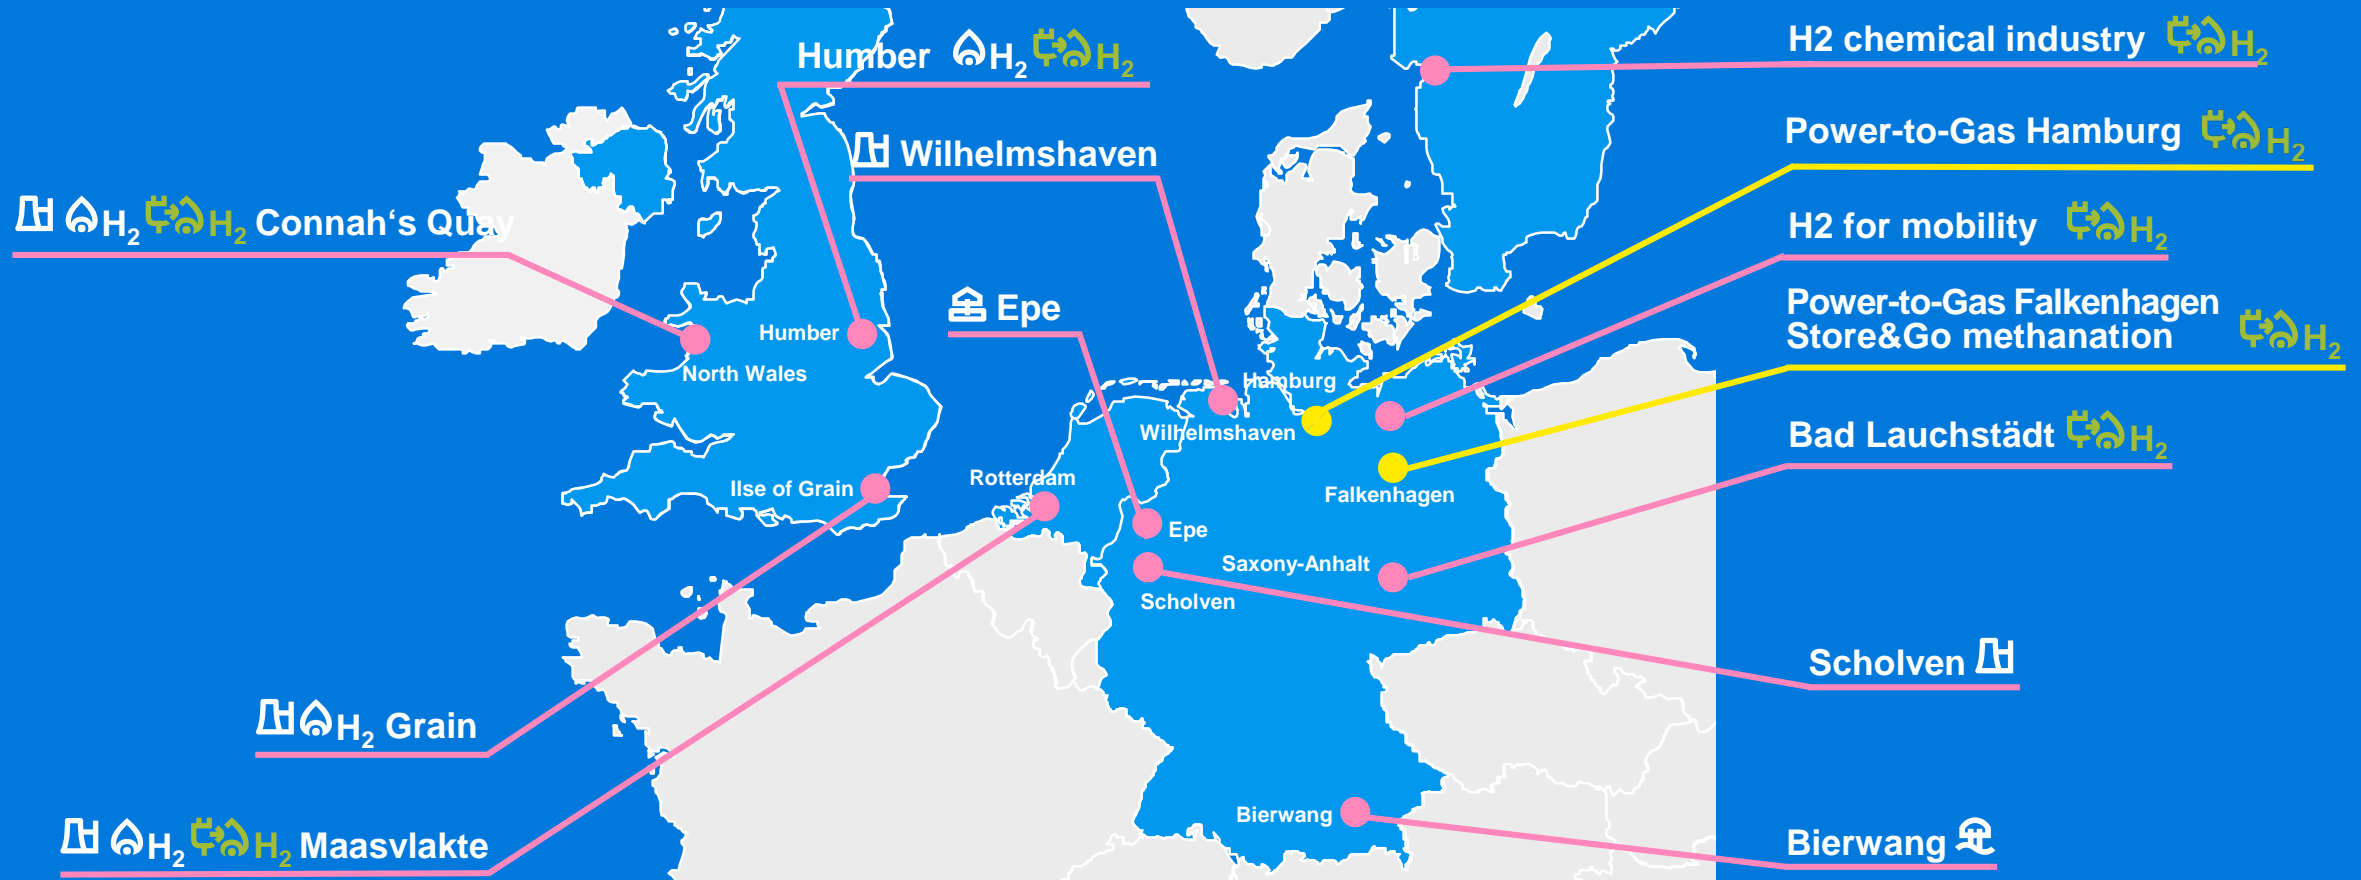 Humber H2 H2
H2 chemical industry H2
Power-to-Gas Hamburg H2
Wilhelmshaven
H2 H2 Connah‘s Quay
H2 for mobility H2
Epe
Power-to-Gas Falkenhagen
Store&Go methanation H2
Humber
North Wales
Hamburg
Wilhelmshaven
Bad Lauchstädt H2
Rotterdam
Ilse of Grain
Falkenhagen
Epe
Saxony-Anhalt
Scholven
Scholven
H2 Grain
Bierwang
H2 H2 Maasvlakte
Bierwang